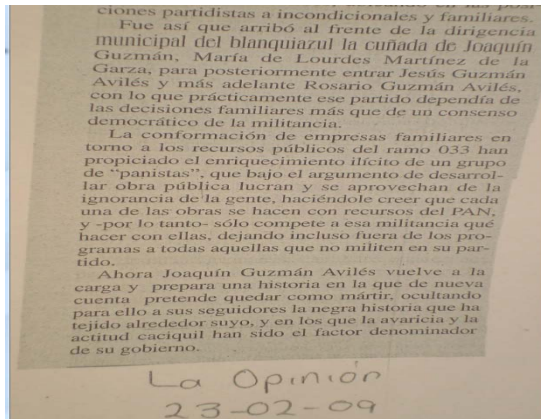 ciones partidistas a incondicionales y familiares.
Fue así que arribó al frente de la dirigencia
municipal del blanquiazul la cuñada de Joaquín
Guzmán, María de Lourdes Martínez de la
Garza, para posteriormente entrar Jesús Guzmán
Avilés y más adelante Rosario Guzmán Avilés,
con lo que prácticamente ese partido dependía de
las decisiones familiares más que de un consenso
democrático de la militancia.
La conformación de empresas familiares en
torno a los recursos públicos del ramo 033 han
propiciado el enriquecimiento ilícito de un grupo
de “panistas”, que bajo el argumento de desarrol-
lar obra pública lucran y se aprovechan de la
ignorancia de la gente, haciéndole creer que cada
una de las obras se hacen con recursos del PAN,
y -por lo tanto- sólo compete a esa militancia qué
hacer con ellas, dejando incluso fuera de los pro-
gramas a todas aquellas que no militen en su par-
tido.
Ahora Joaquín Guzmán Avilés vuelve a la
carga y prepara una historia en la que de nueva
cuenta pretende quedar como mártir, ocultando
para ello a sus seguidores la negra historia que ha
tejido alrededor suyo, y en los que la avaricia y la
actitud caciquil han sido el factor denominador
de su gobierno.
La Opinión
23-02-09